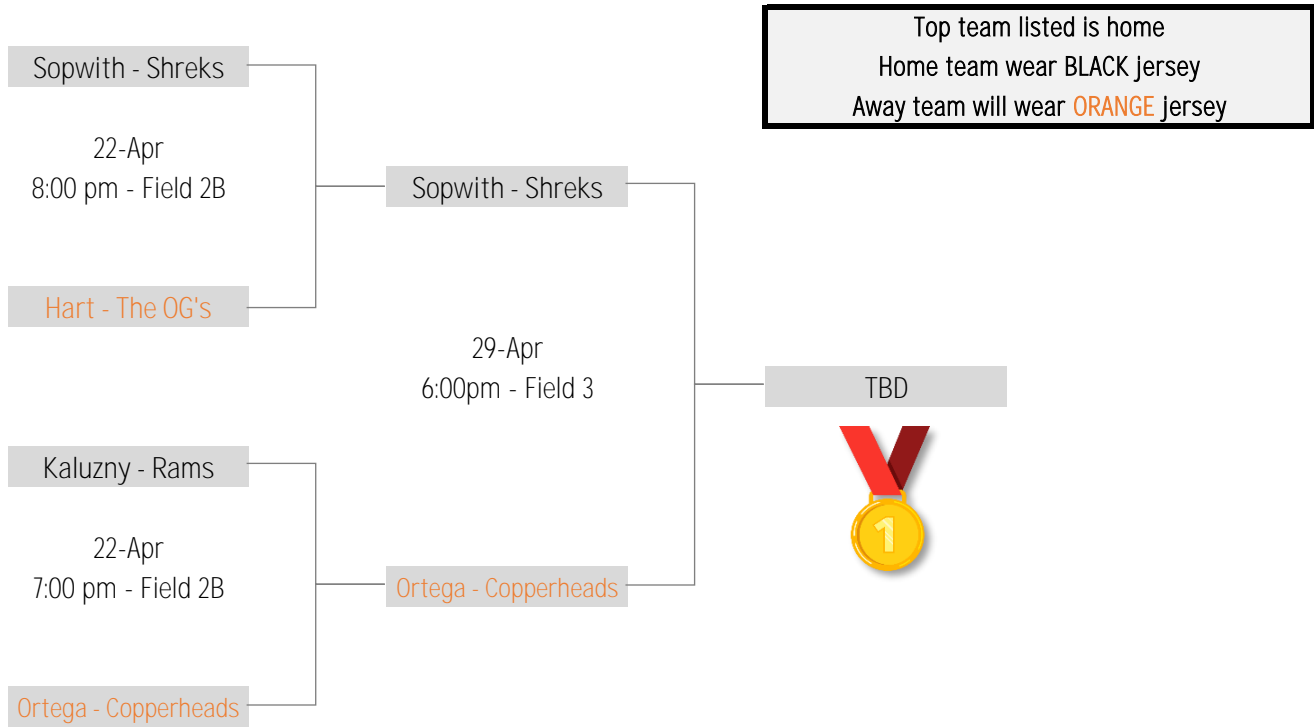 Top team listed is home
Home team wear BLACK jersey
Away team will wear ORANGE jersey
Sopwith - Shreks
22-Apr
8:00 pm - Field 2B
Hart - The OG's
Kaluzny - Rams
22-Apr
7:00 pm - Field 2B
Ortega - Copperheads
Sopwith - Shreks
29-Apr
6:00pm - Field 3
Ortega - Copperheads
TBD
1